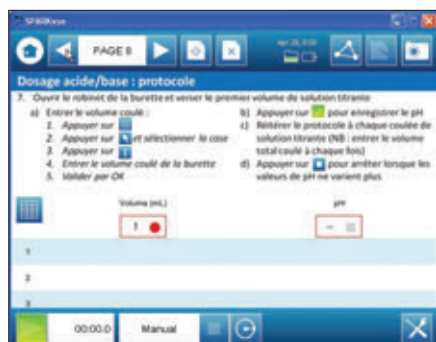 SPARKvue
PAGE 8
Dosage acide/base : protocole
7. Ouvrir le robinet de la burette et verser le premier volume de solution titrante
a) Entrer le volume coulé :
1. Appuyer sur
2. Appuyer sur et sélectionner la case
3. Appuyer sur
4. Entrer le volume coulé de la burette
5. Valider par OK
b) Appuyer sur pour enregistrer le pH
c) Réitérer le protocole à chaque coulée de
solution titrante (NB : entrer le volume
total coulé à chaque fois)
d) Appuyer sur pour arrêter lorsque les
valeurs de pH ne varient plus
Volume (mL)
pH
1
--
1
2
3
00:00.0
Manual